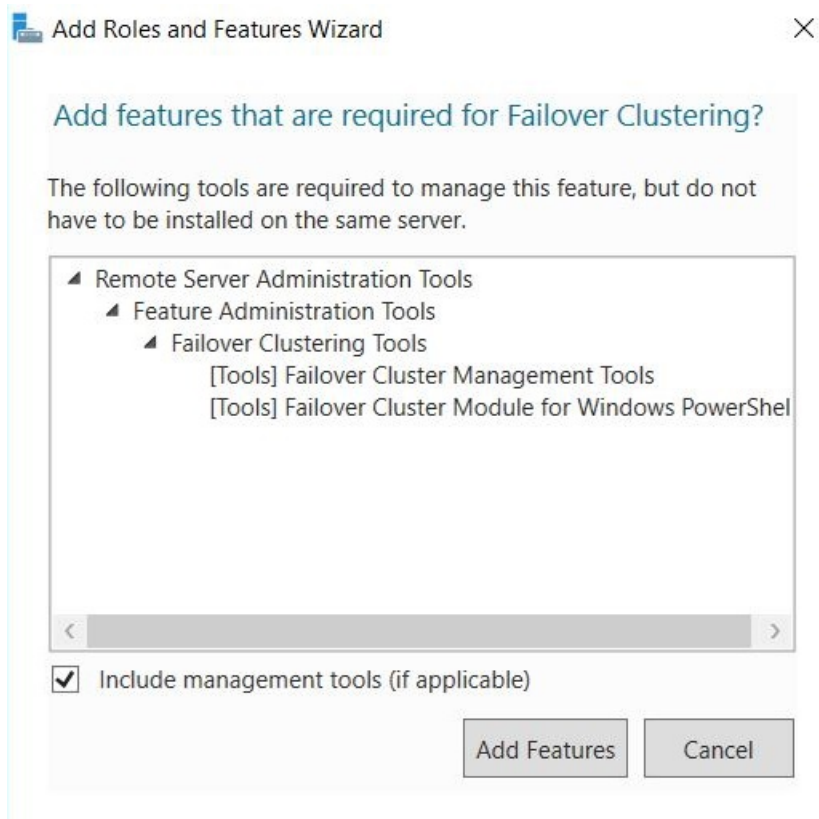 Add Roles and Features Wizard
Add features that are required for Failover Clustering?
The following tools are required to manage this feature, but do not
have to be installed on the same server.
Remote Server Administration Tools
Feature Administration Tools
Failover Clustering Tools
[Tools] Failover Cluster Management Tools
[Tools] Failover Cluster Module for Windows PowerShel
Include management tools (if applicable)
Add Features Cancel